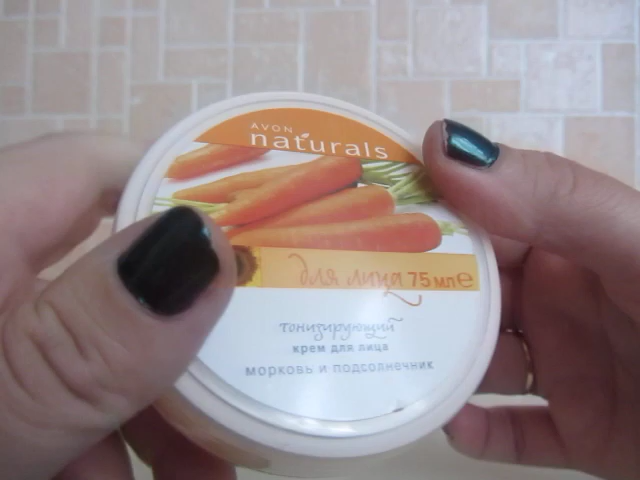 AVON
naturals
для лица 75 мл e
тонизирующий
крем для лица
морковь и подсолнечник